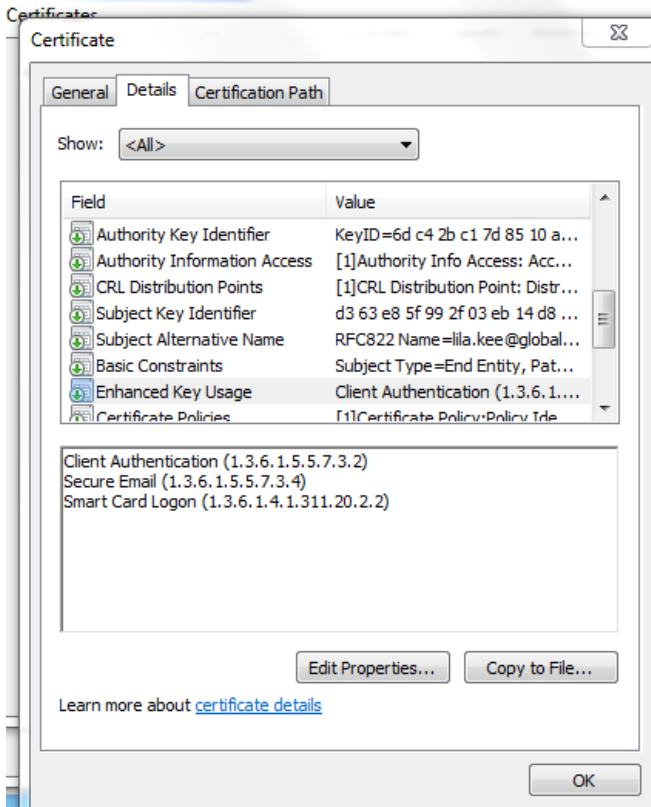 Certificates
Certificate
General Details Certification Path
Show: <All>
Field Value
Authority Key Identifier KeyID=6d c4 2b c1 7d 85 10 a...
Authority Information Access [1]Authority Info Access: Acc...
CRL Distribution Points [1]CRL Distribution Point: Distr...
Subject Key Identifier d3 63 e8 5f 99 2f 03 eb 14 d8 ...
Subject Alternative Name RFC822 Name=lila.kee@global...
Basic Constraints Subject Type=End Entity, Pat...
Enhanced Key Usage Client Authentication (1.3.6.1....
Certificate Policies [1]Certificate Policy:Policy Ide
Client Authentication (1.3.6.1.5.5.7.3.2)
Secure Email (1.3.6.1.5.5.7.3.4)
Smart Card Logon (1.3.6.1.4.1.311.20.2.2)
Edit Properties... Copy to File...
Learn more about certificate details
OK